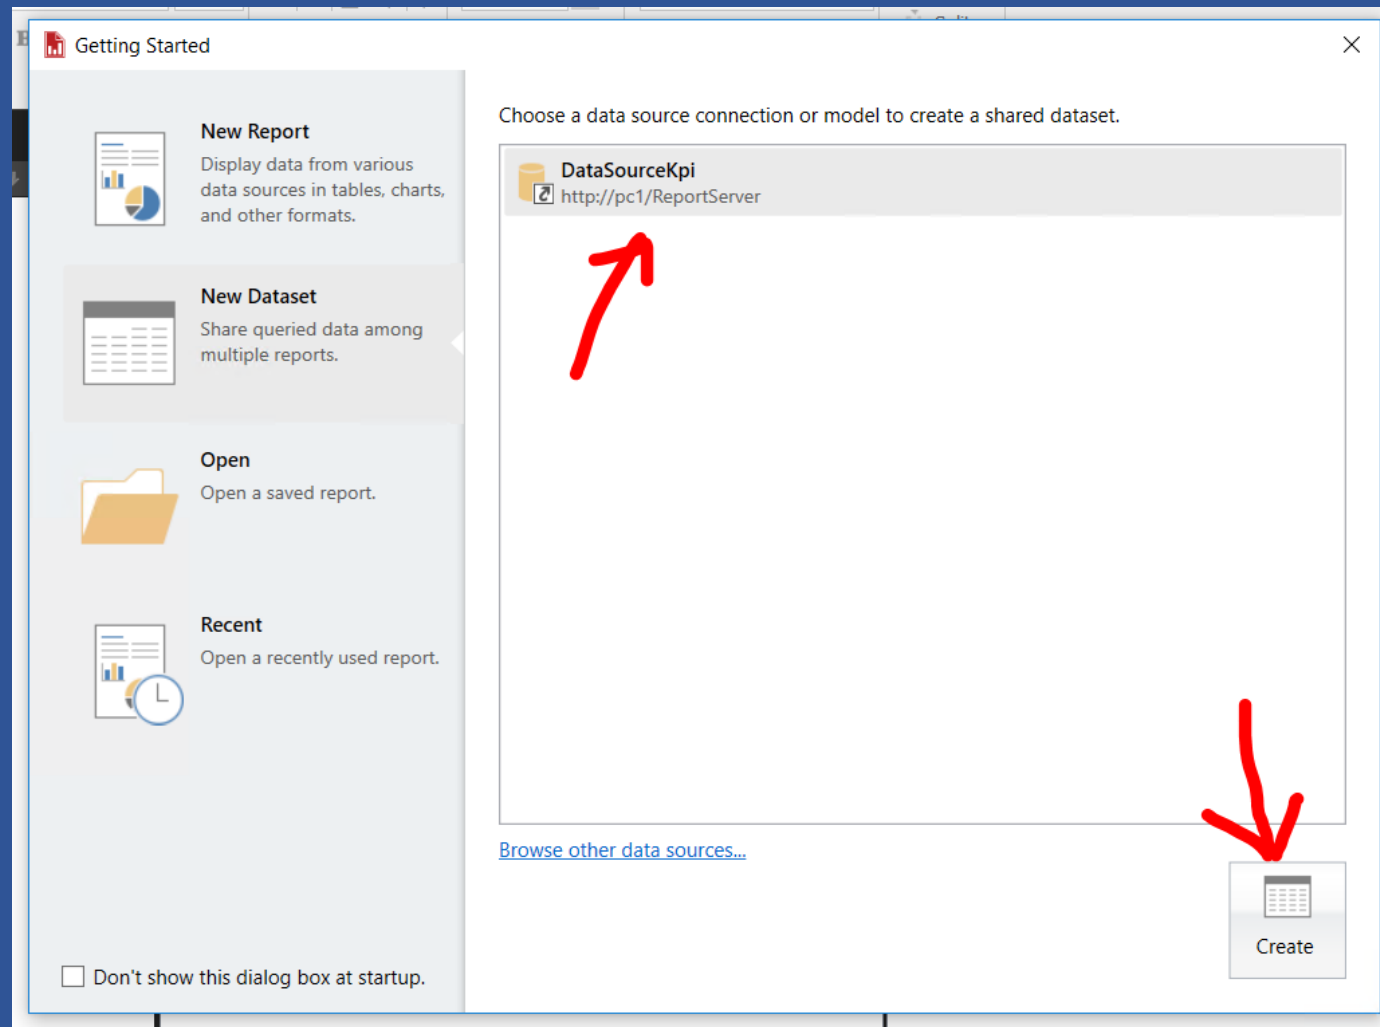 Getting Started
New Report
Display data from various
data sources in tables, charts,
and other formats.
New Dataset
Share queried data among
multiple reports.
Open
Open a saved report.
Recent
Open a recently used report.
Don't show this dialog box at startup.
Choose a data source connection or model to create a shared dataset.
DataSourceKpi
http://pc1/ReportServer
Browse other data sources...
Create